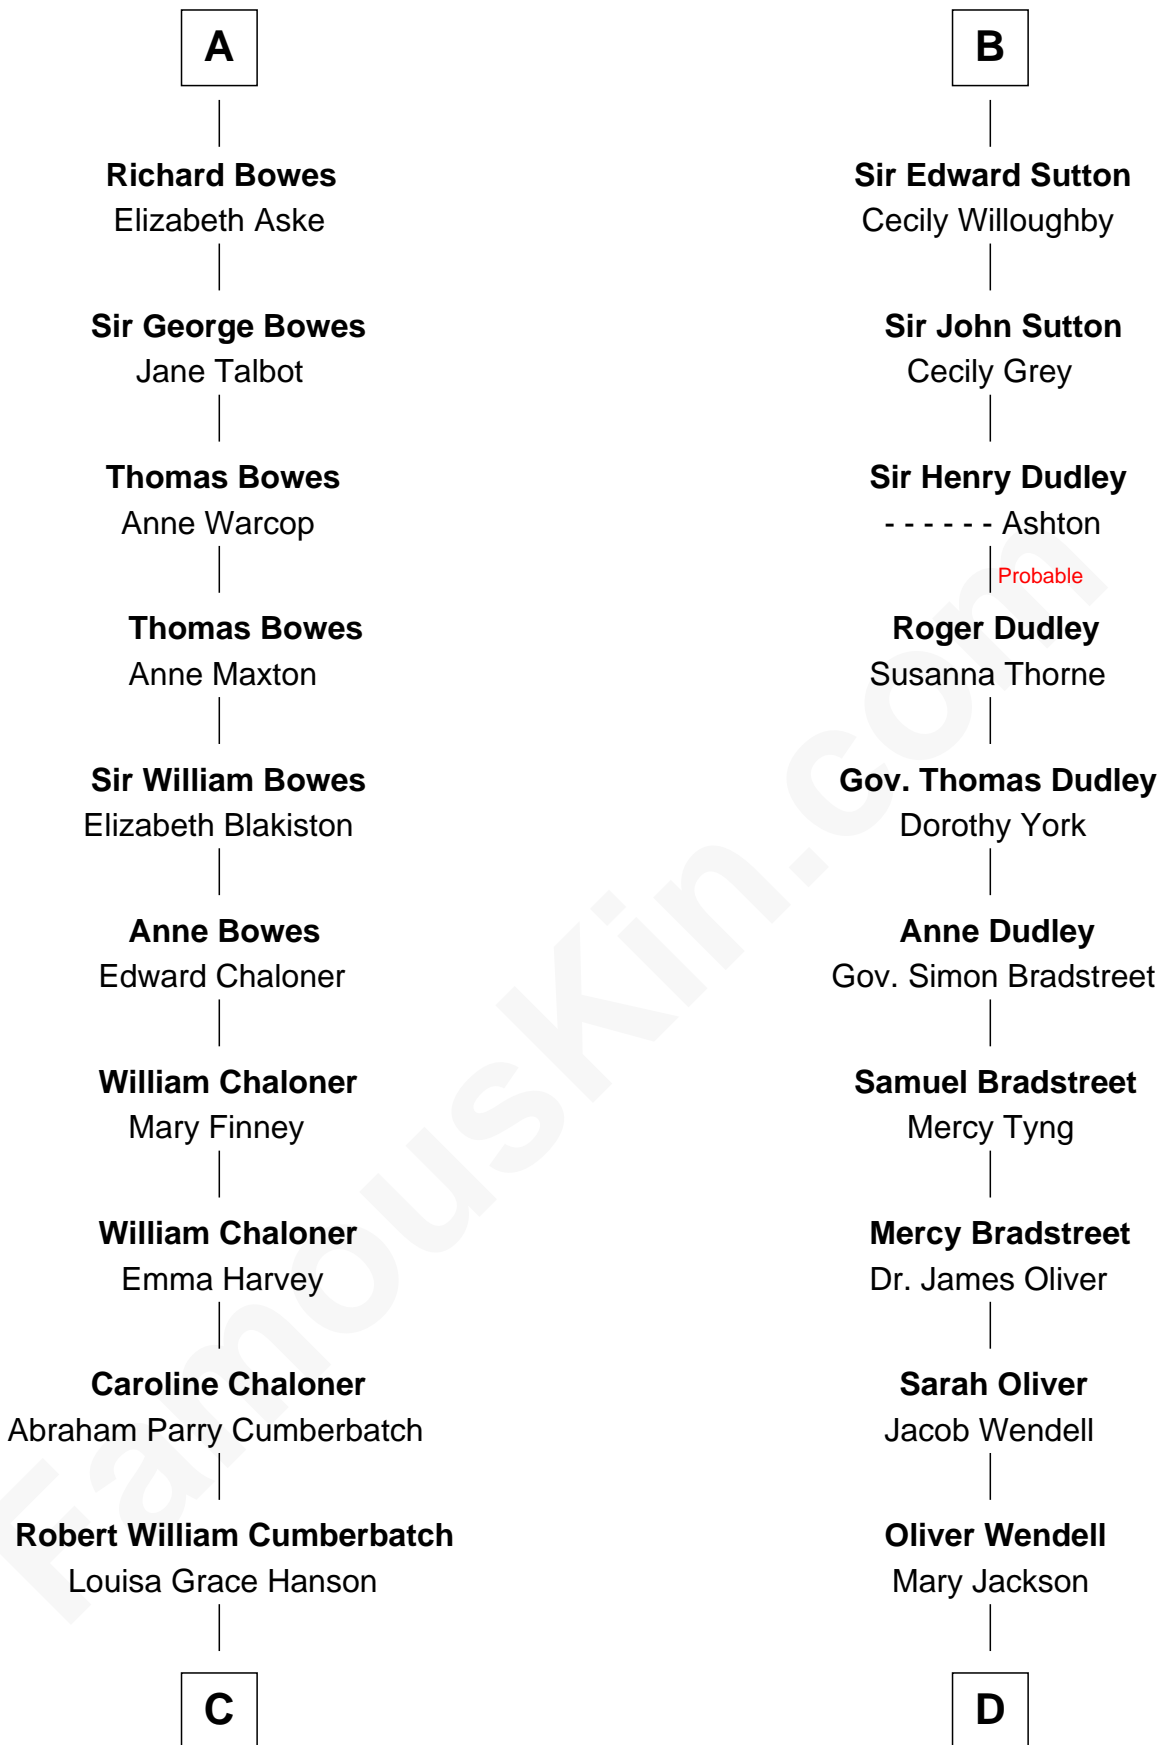 A
Richard Bowes
Elizabeth Aske
Sir George Bowes
Jane Talbot
Thomas Bowes
Anne Warcop
Thomas Bowes
Anne Maxton
Sir William Bowes
Elizabeth Blakiston
Anne Bowes
Edward Chaloner
William Chaloner
Mary Finney
William Chaloner
Emma Harvey
Caroline Chaloner
Abraham Parry Cumberbatch
Robert William Cumberbatch
Louisa Grace Hanson
C
B
Sir Edward Sutton
Cecily Willoughby
Sir John Sutton
Cecily Grey
Sir Henry Dudley
- - - - - - Ashton
Probable
Roger Dudley
Susanna Thorne
Gov. Thomas Dudley
Dorothy York
Anne Dudley
Gov. Simon Bradstreet
Samuel Bradstreet
Mercy Tyng
Mercy Bradstreet
Dr. James Oliver
Sarah Oliver
Jacob Wendell
Oliver Wendell
Mary Jackson
D
FamousKin.com